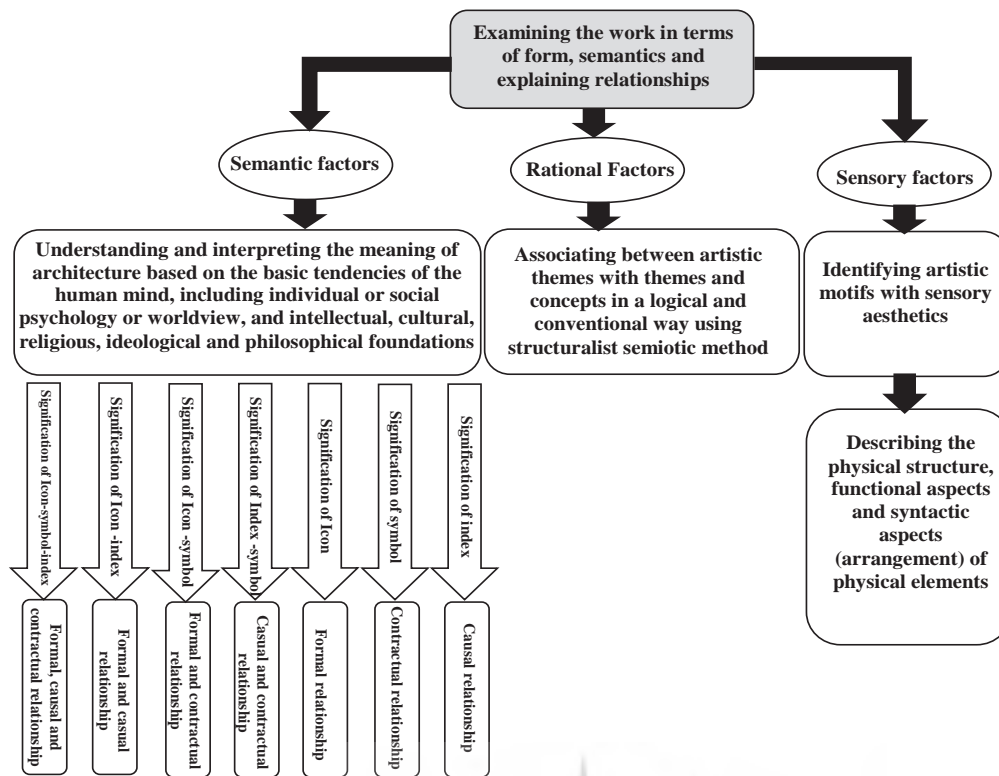 Examining the work in terms
of form, semantics and
explaining relationships
Semantic factors
Rational Factors
Sensory factors
Understanding and interpreting the meaning of
architecture based on the basic tendencies of the
human mind, including individual or social
psychology or worldview, and intellectual, cultural,
religious, ideological and philosophical foundations
Associating between artistic
themes with themes and
concepts in a logical and
conventional way using
structuralist semiotic method
Identifying artistic
motifs with sensory
aesthetics
Describing the
physical structure,
functional aspects
and syntactic
aspects
(arrangement) of
physical elements
Signification of Icon-symbol-index
Signification of Icon -index
Signification of Icon -symbol
Signification of Index -symbol
Signification of Icon
Signification of symbol
Signification of index
Formal, causal and
contractual relationship
Formal and casual
relationship
Formal and contractual
relationship
Casual and contractual
relationship
Formal relationship
Contractual relationship
Causal relationship